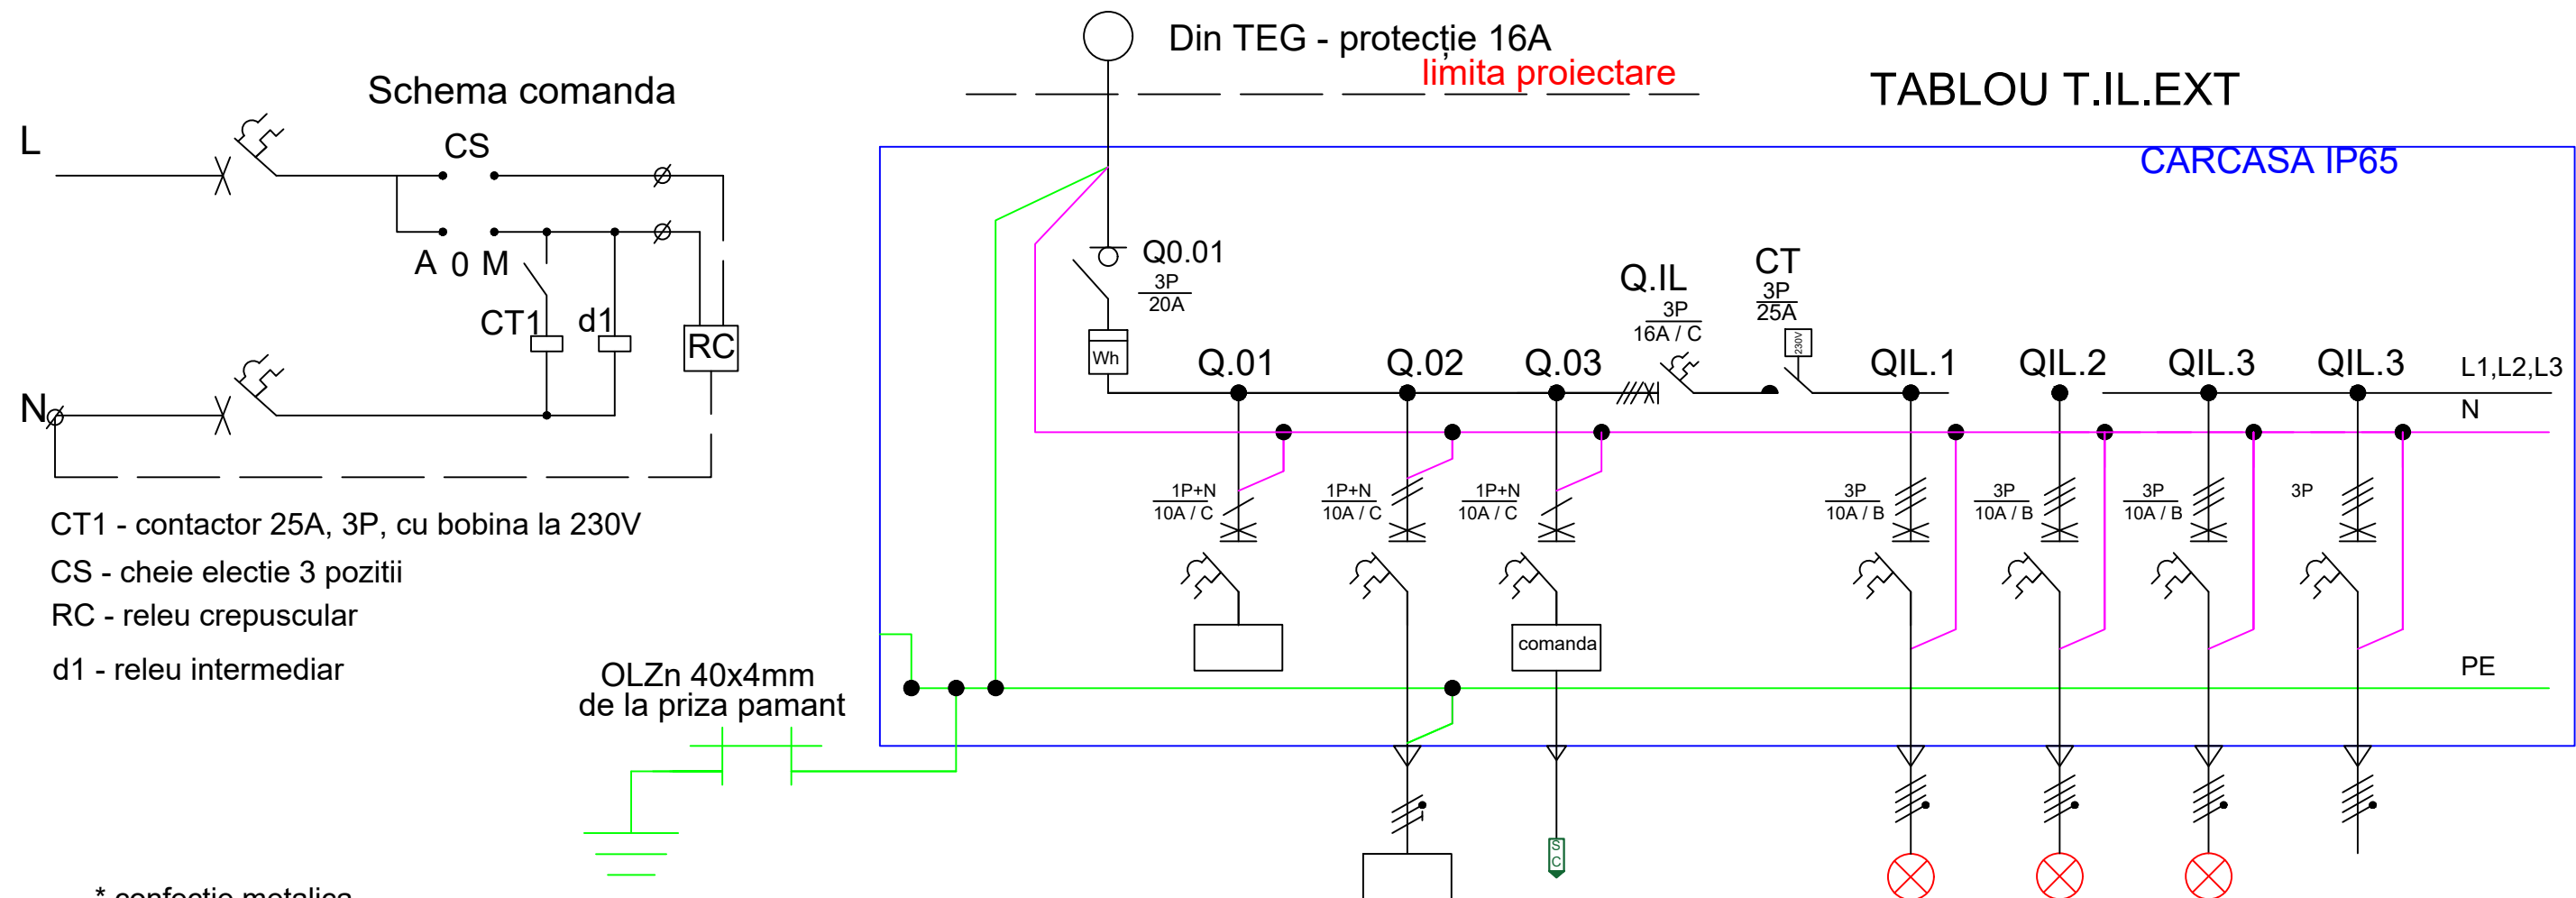 Din TEG - protecție 16A
limita proiectare
TABLOU T.IL.EXT
CARCASA IP65
Schema comanda
L
CS
A 0 M
CT1
d1
RC
N
CT1 - contactor 25A, 3P, cu bobina la 230V
CS - cheie electie 3 pozitii
RC - releu crepuscular
d1 - releu intermediar
OLZn 40x4mm
de la priza pamant
* confectie metalica
Q0.01
3P
20A
Wh
Q.01
Q.02
Q.03
Q.IL
3P
16A / C
CT
3P
25A
230V
QIL.1
QIL.2
QIL.3
QIL.3
L1,L2,L3
N
1P+N
10A / C
1P+N
10A / C
1P+N
10A / C
3P
10A / B
3P
10A / B
3P
10A / B
3P
comanda
PE
S
C